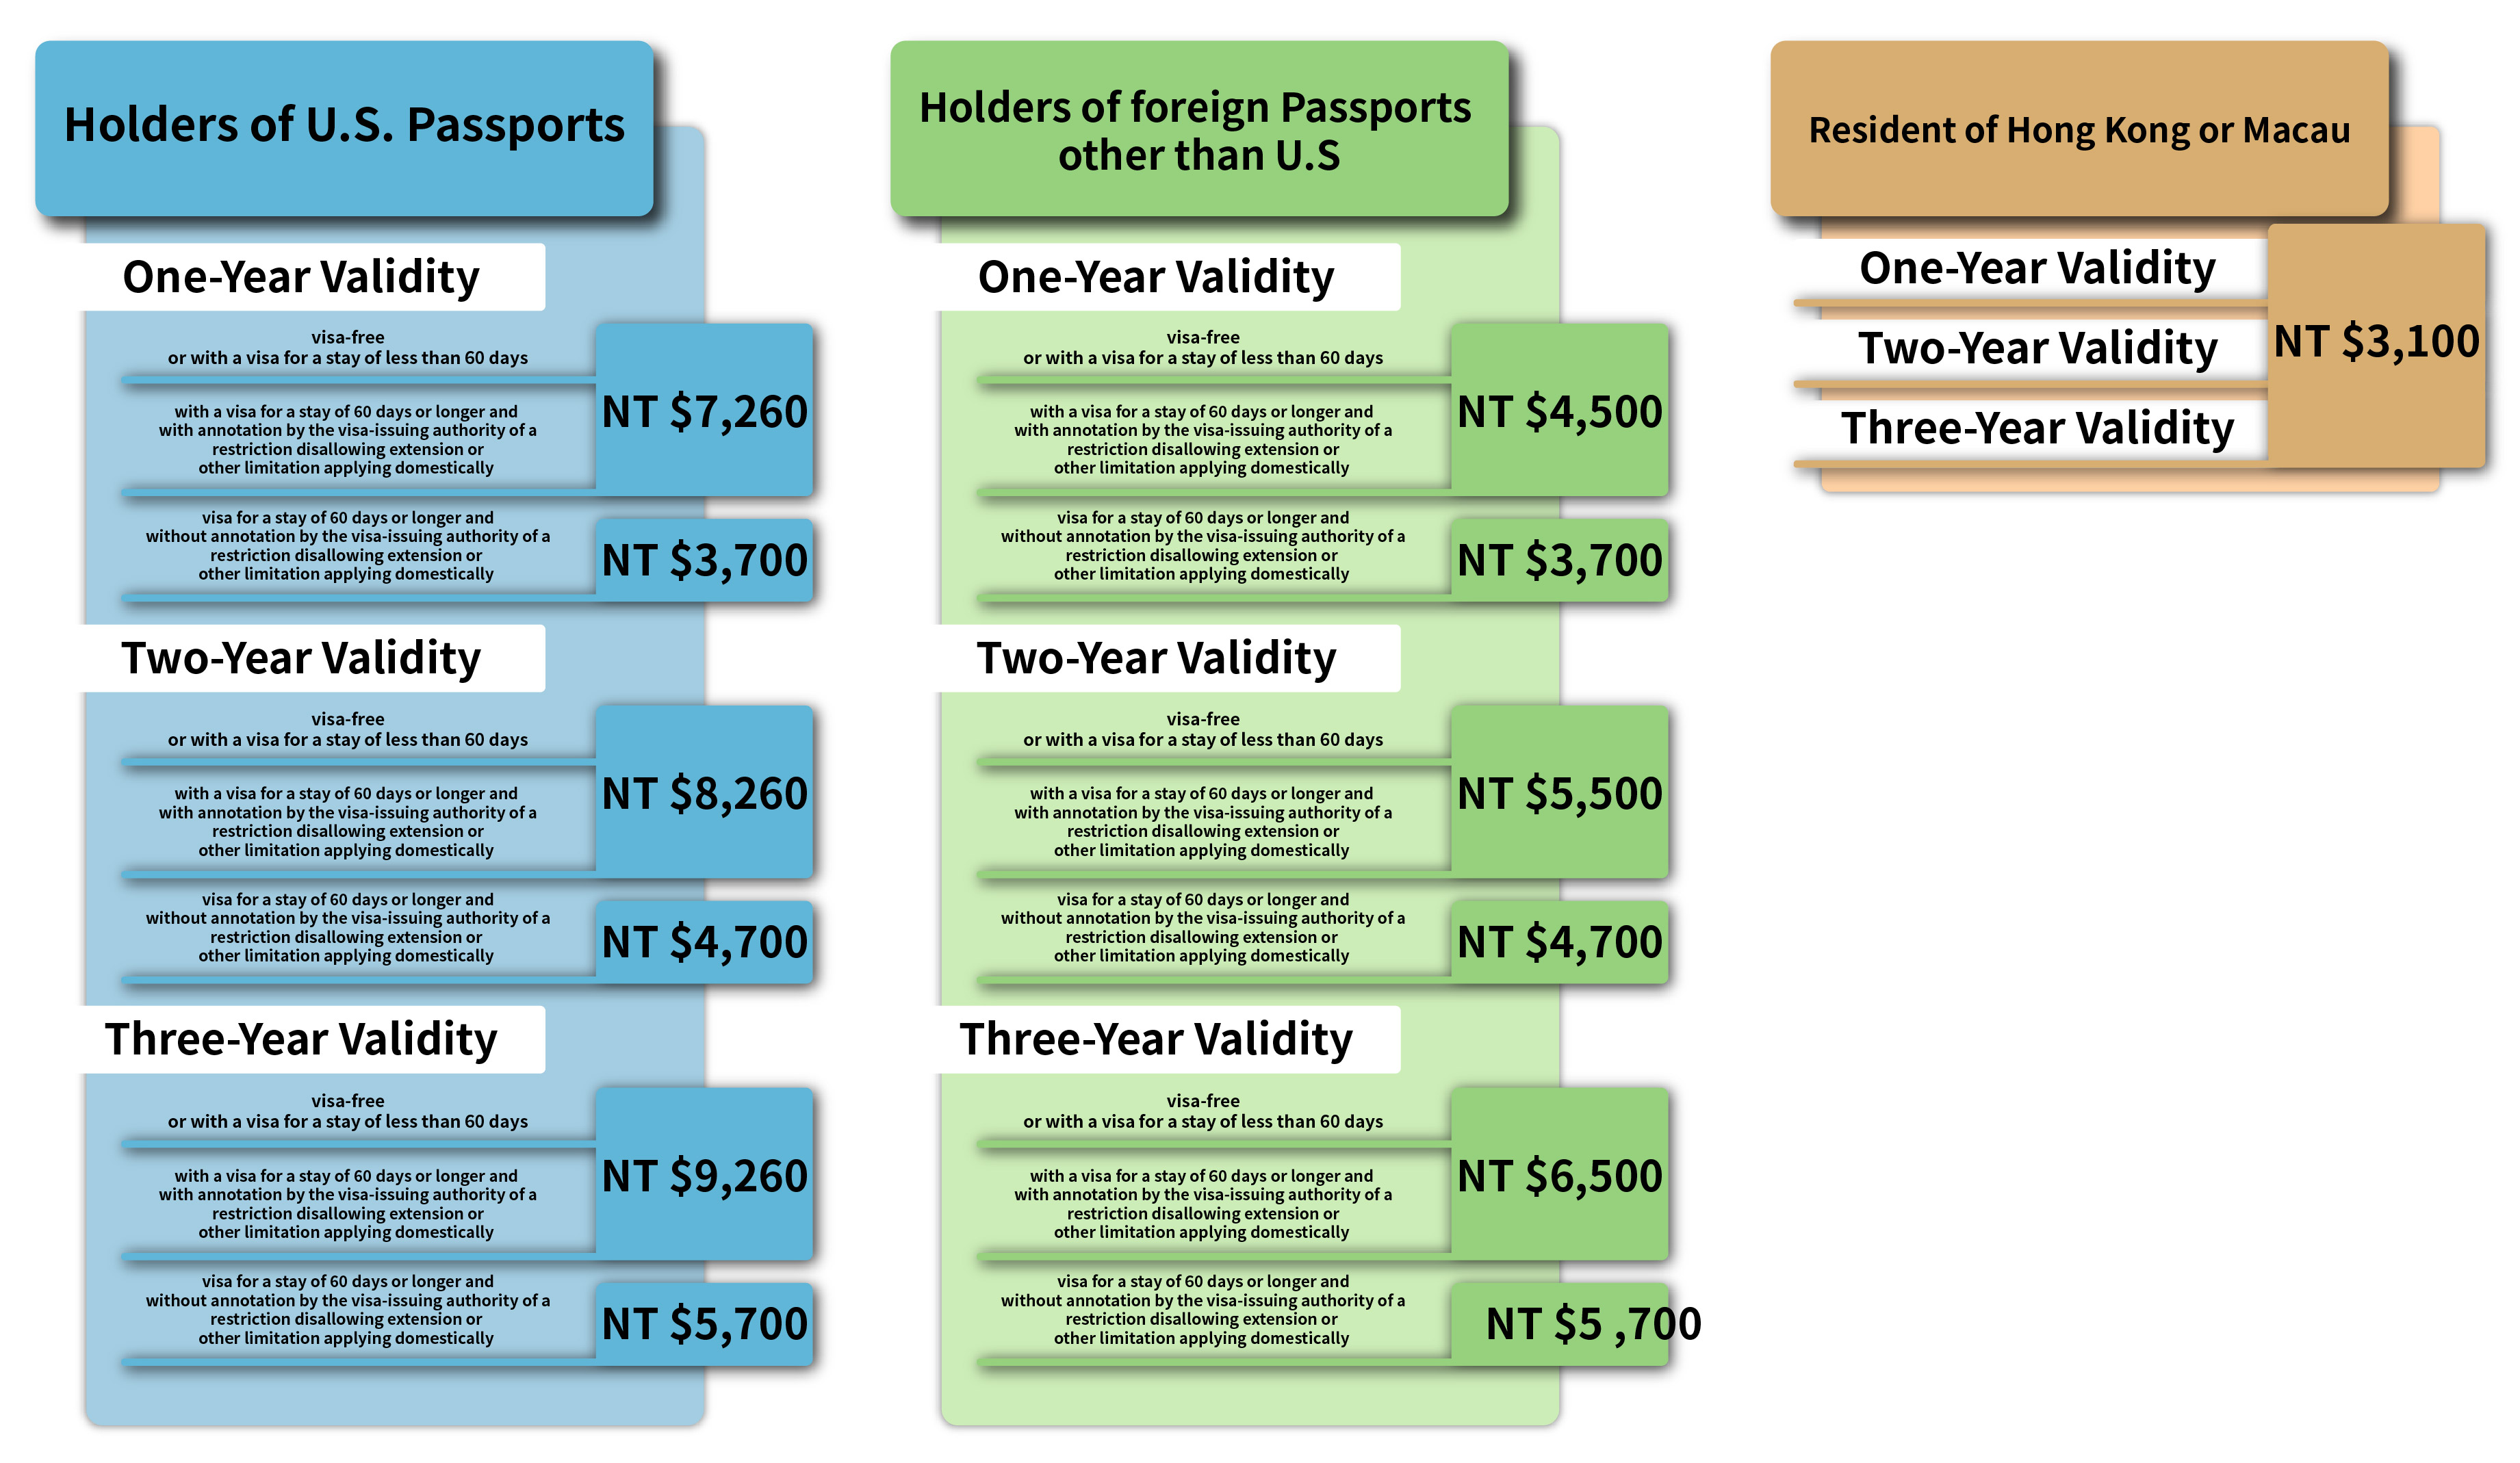 Holders of U.S. Passports
One-Year Validity
visa-free
or with a visa for a stay of less than 60 days
with a visa for a stay of 60 days or longer and
with annotation by the visa-issuing authority of a
restriction disallowing extension or
other limitation applying domestically
NT $7,260
visa for a stay of 60 days or longer and
without annotation by the visa-issuing authority of a
restriction disallowing extension or
other limitation applying domestically
NT $3,700
Two-Year Validity
visa-free
or with a visa for a stay of less than 60 days
with a visa for a stay of 60 days or longer and
with annotation by the visa-issuing authority of a
restriction disallowing extension or
other limitation applying domestically
NT $8,260
visa for a stay of 60 days or longer and
without annotation by the visa-issuing authority of a
restriction disallowing extension or
other limitation applying domestically
NT $4,700
Three-Year Validity
visa-free
or with a visa for a stay of less than 60 days
with a visa for a stay of 60 days or longer and
with annotation by the visa-issuing authority of a
restriction disallowing extension or
other limitation applying domestically
NT $9,260
visa for a stay of 60 days or longer and
without annotation by the visa-issuing authority of a
restriction disallowing extension or
other limitation applying domestically
NT $5,700
Holders of foreign Passports
other than U.S
One-Year Validity
visa-free
or with a visa for a stay of less than 60 days
with a visa for a stay of 60 days or longer and
with annotation by the visa-issuing authority of a
restriction disallowing extension or
other limitation applying domestically
NT $4,500
visa for a stay of 60 days or longer and
without annotation by the visa-issuing authority of a
restriction disallowing extension or
other limitation applying domestically
NT $3,700
Two-Year Validity
visa-free
or with a visa for a stay of less than 60 days
with a visa for a stay of 60 days or longer and
with annotation by the visa-issuing authority of a
restriction disallowing extension or
other limitation applying domestically
NT $5,500
visa for a stay of 60 days or longer and
without annotation by the visa-issuing authority of a
restriction disallowing extension or
other limitation applying domestically
NT $4,700
Three-Year Validity
visa-free
or with a visa for a stay of less than 60 days
with a visa for a stay of 60 days or longer and
with annotation by the visa-issuing authority of a
restriction disallowing extension or
other limitation applying domestically
NT $6,500
visa for a stay of 60 days or longer and
without annotation by the visa-issuing authority of a
restriction disallowing extension or
other limitation applying domestically
NT $5 ,700
Resident of Hong Kong or Macau
One-Year Validity
Two-Year Validity
Three-Year Validity
NT $3,100